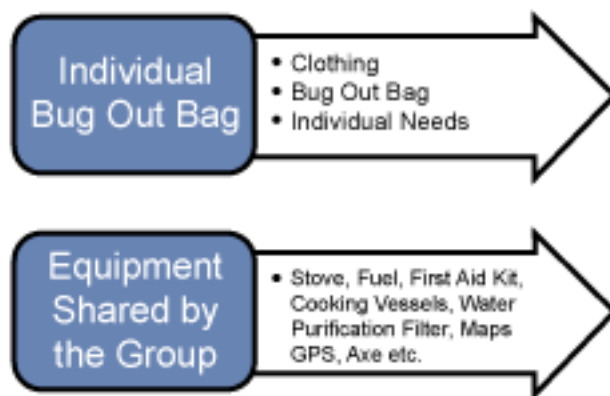 Individual
Bug Out Bag
• Clothing
• Bug Out Bag
• Individual Needs
Equipment
Shared by
the Group
• Stove, Fuel, First Aid Kit,
Cooking Vessels, Water
Purification Filter, Maps
GPS, Axe etc.